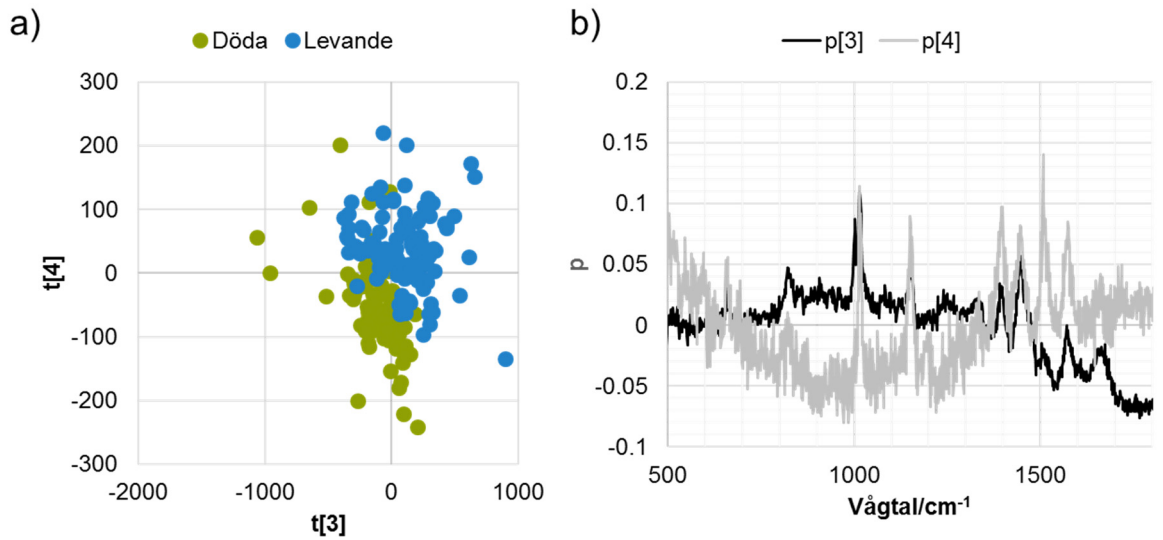 a)
Döda Levande
300
200
100
0
-100
-200
-300
t[4]
-2000 -1000 0 1000
t[3]
b)
p[3] p[4]
0.2
0.15
0.1
0.05
0
-0.05
-0.1
p
500 1000 1500
Vågtal/cm⁻¹